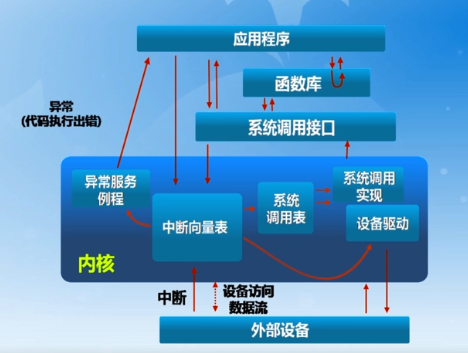 应用程序
函数库
异常
(代码执行出错)
系统调用接口
异常服务
例程
中断向量表
系统
调用表
系统调用
实现
设备驱动
内核
中断
设备访问
数据流
外部设备